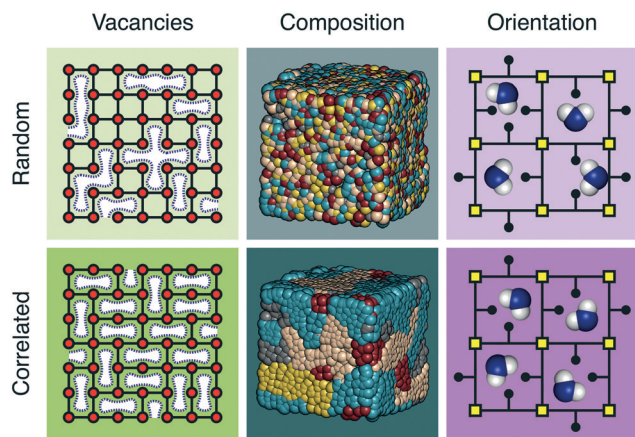 Vacancies
Composition
Orientation
Random
Correlated